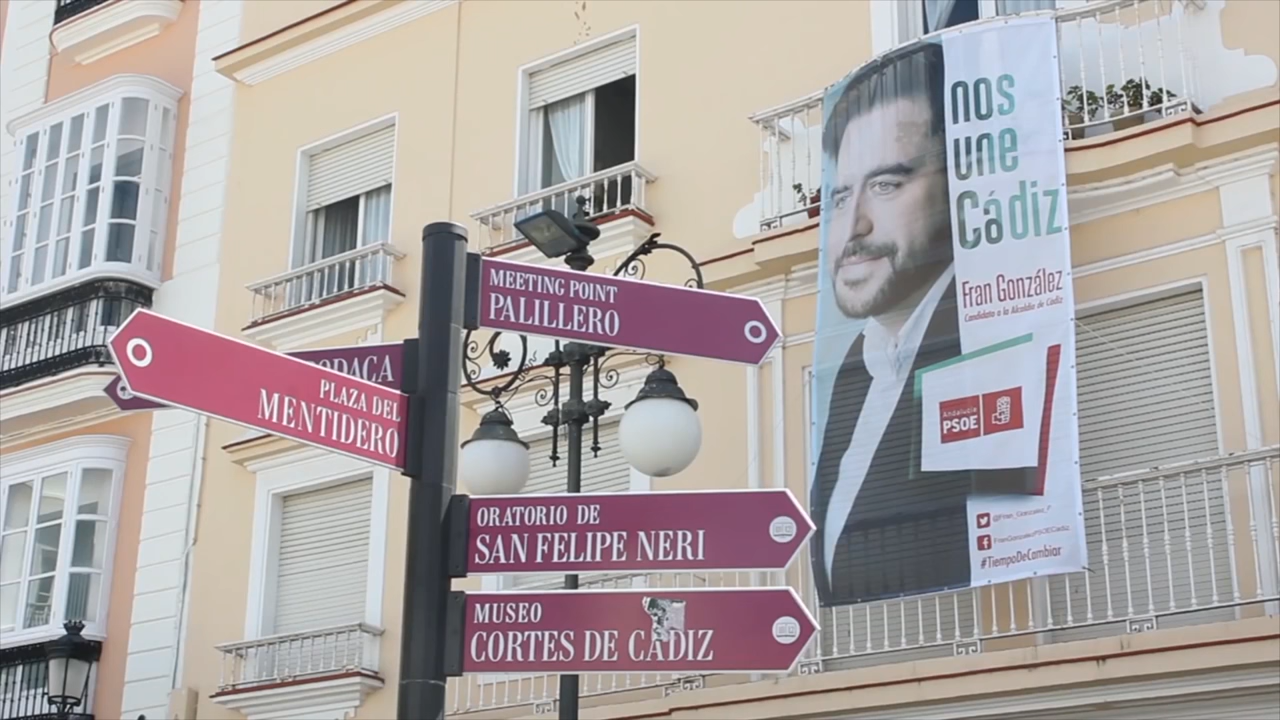 MEETING POINT
PALILLERO
PLAZA DEL
MENTIDERO
ORATORIO DE
SAN FELIPE NERI
MUSEO
CORTES DE CÁDIZ
nos
une
Cádiz
Fran González
Candidato a la Alcaldía de Cádiz
Andalucía
PSOE
#TiempoDeCambiar